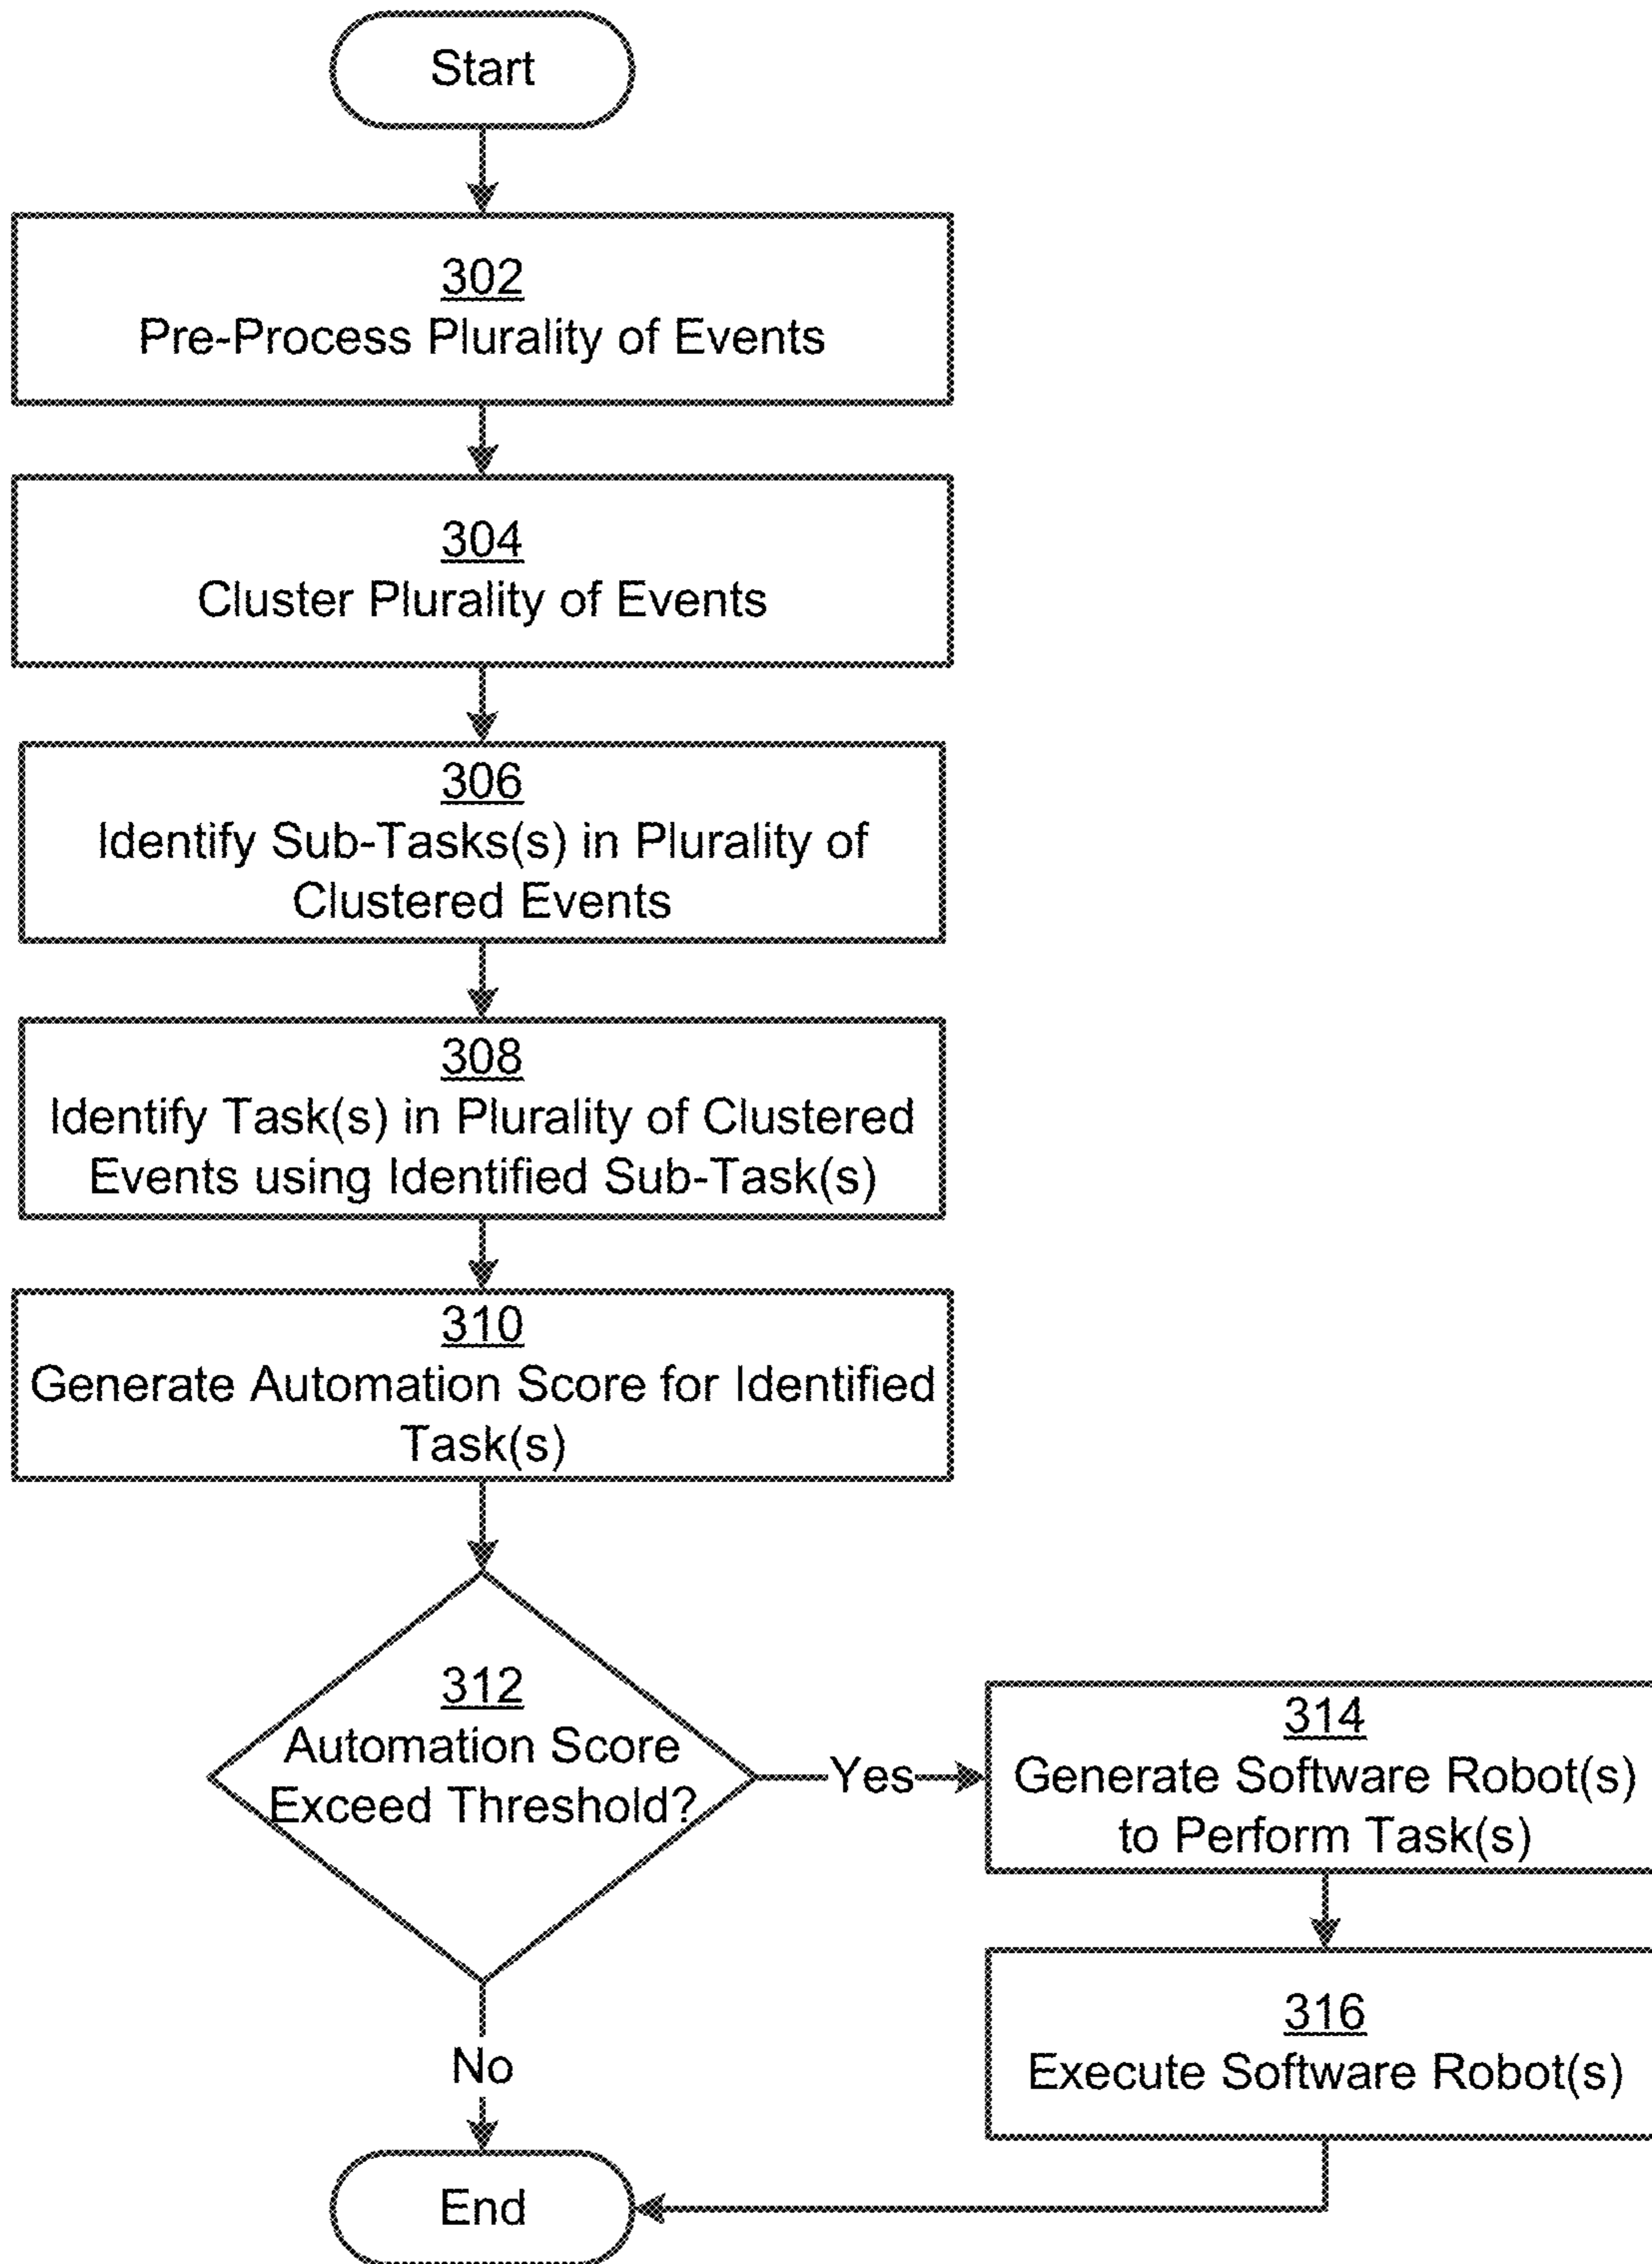 Start
302
Pre-Process Plurality of Events
304
Cluster Plurality of Events
306
Identify Sub-Tasks(s) in Plurality of
Clustered Events
308
Identify Task(s) in Plurality of Clustered
Events using Identified Sub-Task(s)
310
Generate Automation Score for Identified
Task(s)
312
Automation Score
Exceed Threshold?
Yes
314
Generate Software Robot(s)
to Perform Task(s)
316
Execute Software Robot(s)
No
End